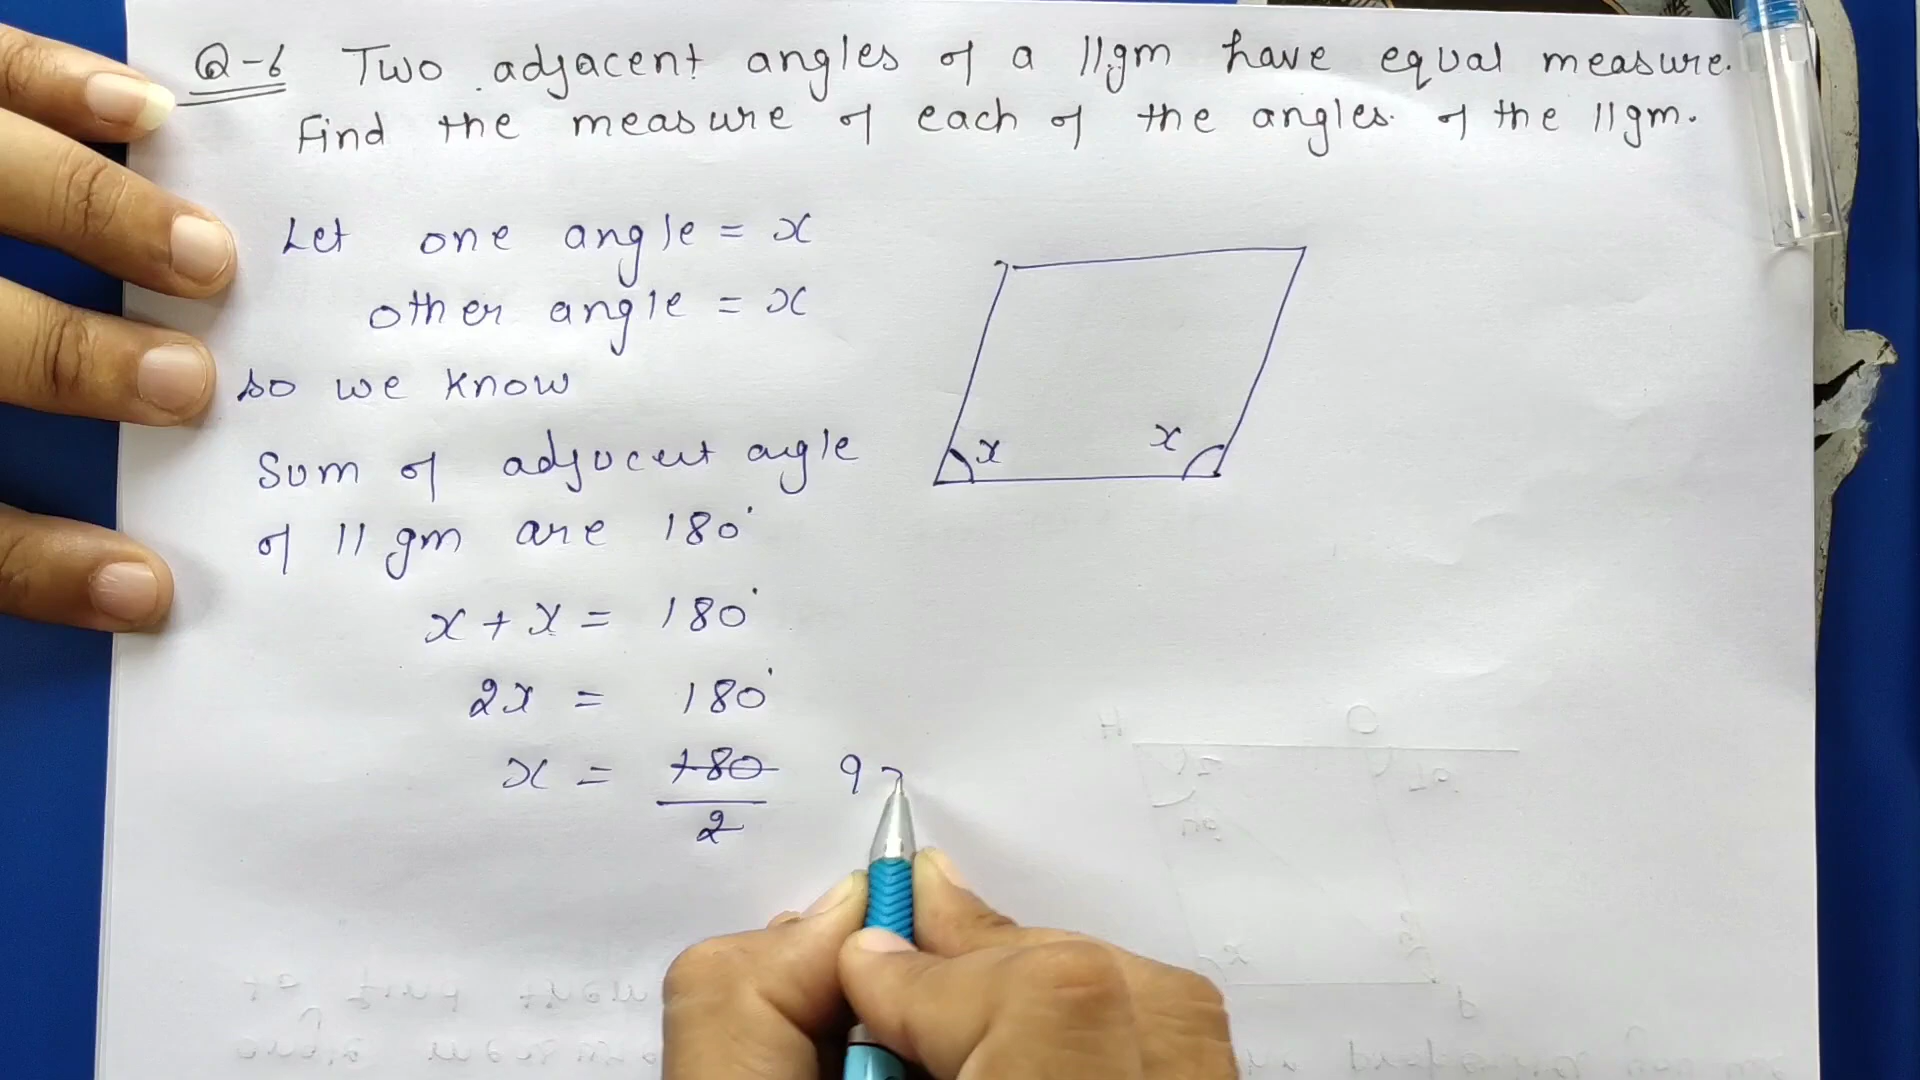 Q-6 Two adjacent angles of a ||gm have equal measure.
Find the measure of each of the angles of the ||gm.
Let one angle = x
other angle = x
so we know
Sum of adjacent angle
of || gm are 180°
x + x = 180°
2x = 180°
x = 180 9
2
x x